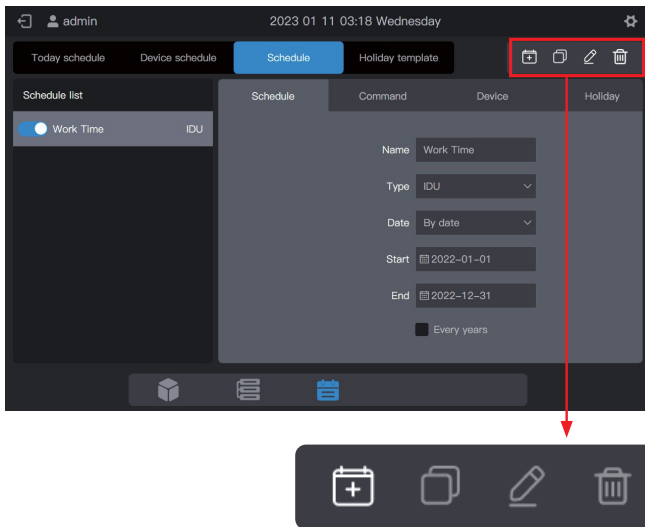 admin 2023 01 11 03:18 Wednesday
Today schedule Device schedule Schedule Holiday template
Schedule list Schedule Command Device Holiday
Work Time IDU
Name Work Time
Type IDU
Date By date
Start 2022-01-01
End 2022-12-31
Every years